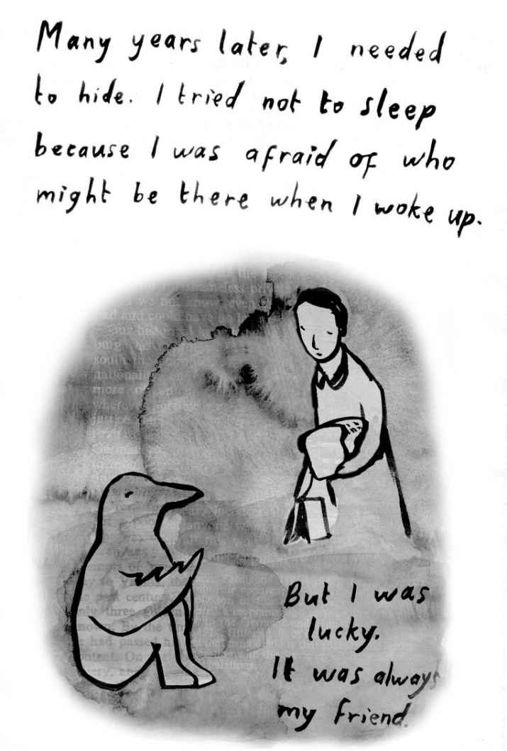 Many years later, I needed
to hide. I tried not to sleep
because I was afraid of who
might be there when I woke up.
But I was
lucky.
It was always
my friend.